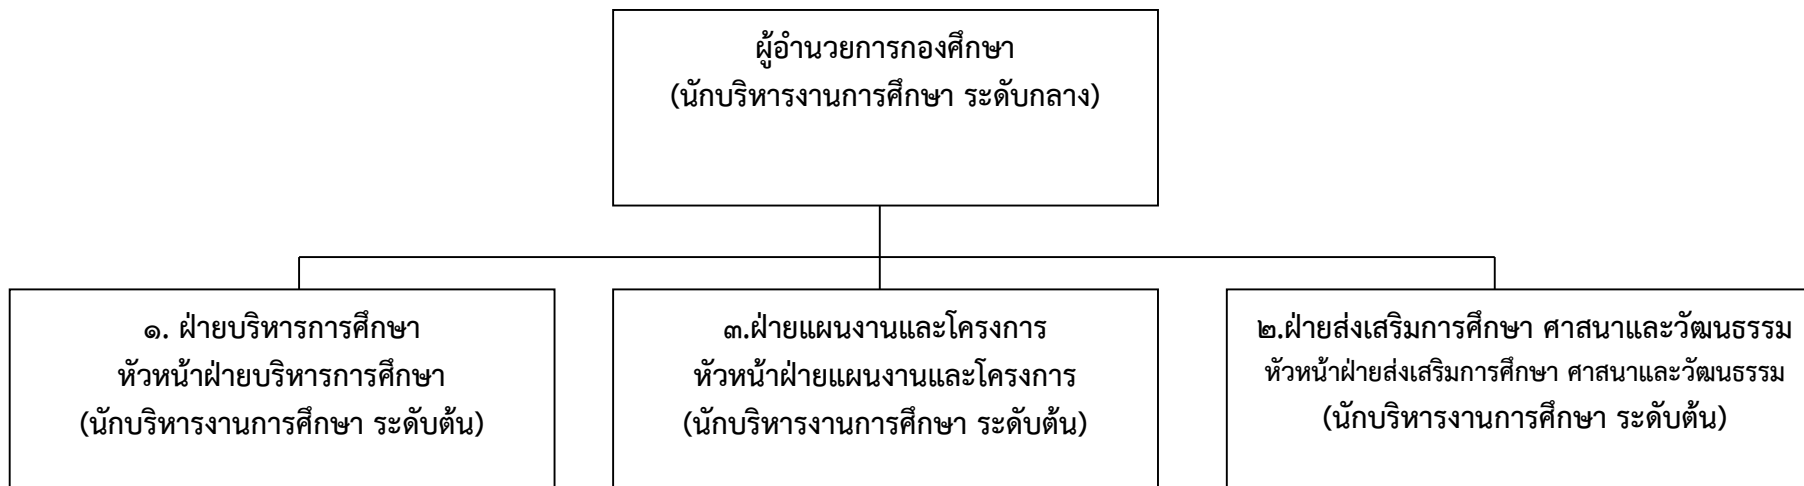 ผู้อำนวยการกองศึกษา
(นักบริหารงานการศึกษา ระดับกลาง)
๑. ฝ่ายบริหารการศึกษา
หัวหน้าฝ่ายบริหารการศึกษา
(นักบริหารงานการศึกษา ระดับต้น)
๓.ฝ่ายแผนงานและโครงการ
หัวหน้าฝ่ายแผนงานและโครงการ
(นักบริหารงานการศึกษา ระดับต้น)
๒.ฝ่ายส่งเสริมการศึกษา ศาสนาและวัฒนธรรม
หัวหน้าฝ่ายส่งเสริมการศึกษา ศาสนาและวัฒนธรรม
(นักบริหารงานการศึกษา ระดับต้น)